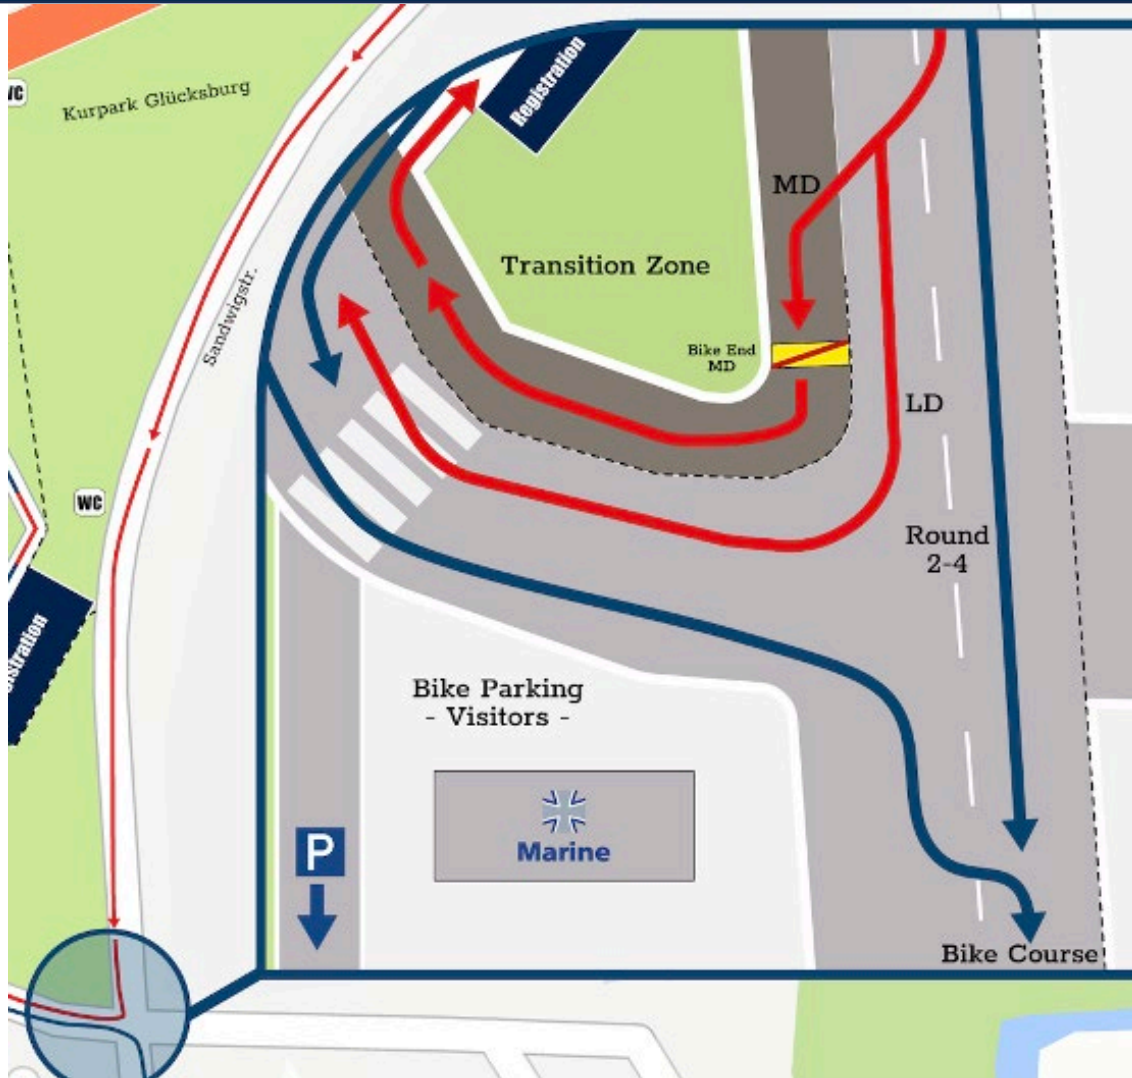 WC
Kurpark Glücksburg
Registration
MD
Transition Zone
Sandwigstr.
Bike End
MD
LD
WC
Round
2-4
istration
Bike Parking
- Visitors -
P
Marine
Bike Course